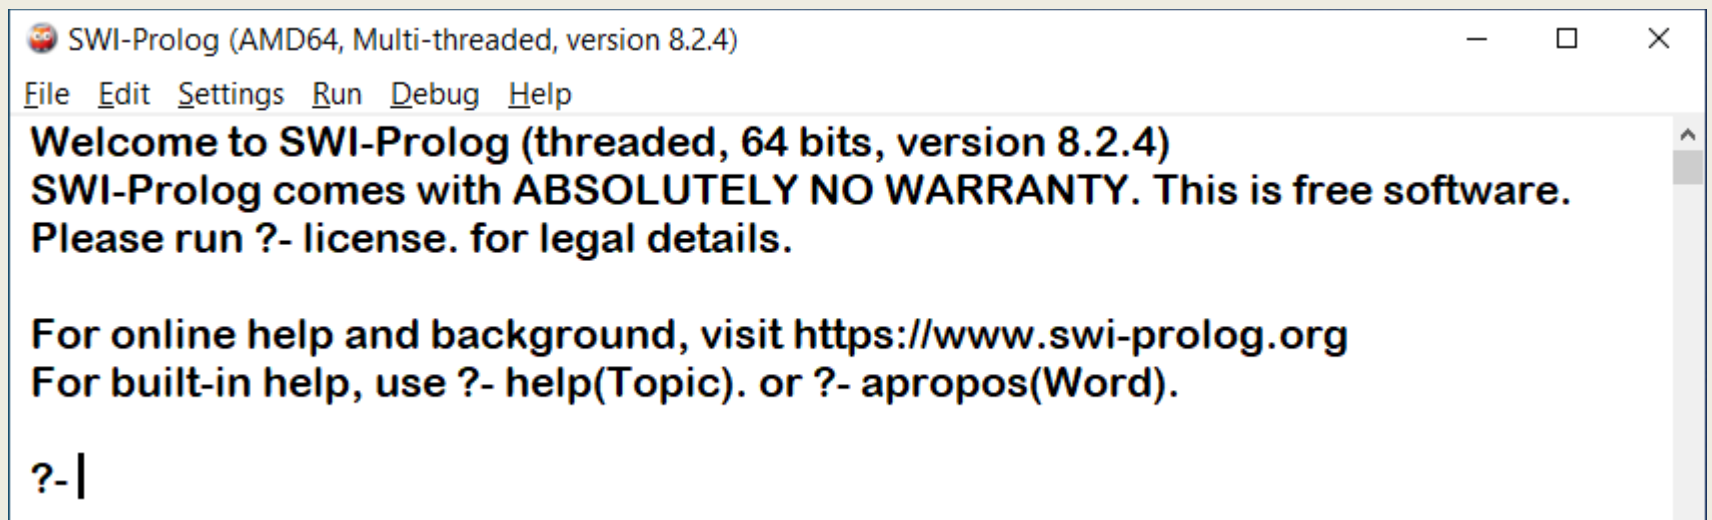 SWI-Prolog (AMD64, Multi-threaded, version 8.2.4)
File Edit Settings Run Debug Help
Welcome to SWI-Prolog (threaded, 64 bits, version 8.2.4)
SWI-Prolog comes with ABSOLUTELY NO WARRANTY. This is free software.
Please run ?- license. for legal details.
For online help and background, visit https://www.swi-prolog.org
For built-in help, use ?- help(Topic). or ?- apropos(Word).
?-